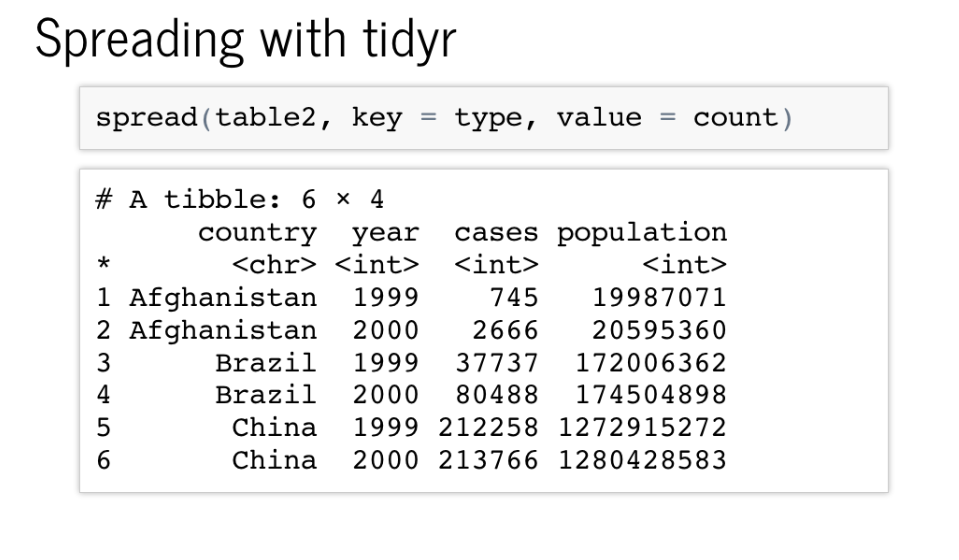 Spreading with tidyr
spread(table2, key = type, value = count)
# A tibble: 6 × 4
country year cases population
* <chr> <int> <int> <int>
1 Afghanistan 1999 745 19987071
2 Afghanistan 2000 2666 20595360
3 Brazil 1999 37737 172006362
4 Brazil 2000 80488 174504898
5 China 1999 212258 1272915272
6 China 2000 213766 1280428583